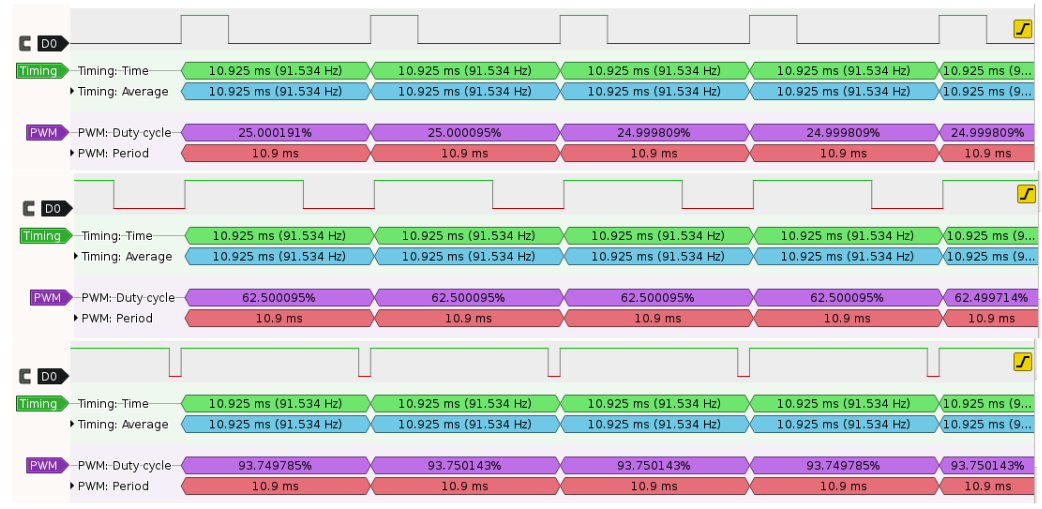 D0
Timing Timing: Time 10.925 ms (91.534 Hz) 10.925 ms (91.534 Hz) 10.925 ms (91.534 Hz) 10.925 ms (91.534 Hz) 10.925 ms (9...
Timing: Average 10.925 ms (91.534 Hz) 10.925 ms (91.534 Hz) 10.925 ms (91.534 Hz) 10.925 ms (91.534 Hz) 10.925 ms (9...
PWM PWM: Duty cycle 25.000191% 25.000095% 24.999809% 24.999809% 24.999809%
PWM: Period 10.9 ms 10.9 ms 10.9 ms 10.9 ms 10.9 ms
D0
Timing Timing: Time 10.925 ms (91.534 Hz) 10.925 ms (91.534 Hz) 10.925 ms (91.534 Hz) 10.925 ms (91.534 Hz) 10.925 ms (9...
Timing: Average 10.925 ms (91.534 Hz) 10.925 ms (91.534 Hz) 10.925 ms (91.534 Hz) 10.925 ms (91.534 Hz) 10.925 ms (9...
PWM PWM: Duty cycle 62.500095% 62.500095% 62.500095% 62.500095% 62.499714%
PWM: Period 10.9 ms 10.9 ms 10.9 ms 10.9 ms 10.9 ms
D0
Timing Timing: Time 10.925 ms (91.534 Hz) 10.925 ms (91.534 Hz) 10.925 ms (91.534 Hz) 10.925 ms (91.534 Hz) 10.925 ms (9...
Timing: Average 10.925 ms (91.534 Hz) 10.925 ms (91.534 Hz) 10.925 ms (91.534 Hz) 10.925 ms (91.534 Hz) 10.925 ms (9...
PWM PWM: Duty cycle 93.749785% 93.750143% 93.750143% 93.749785% 93.750143%
PWM: Period 10.9 ms 10.9 ms 10.9 ms 10.9 ms 10.9 ms